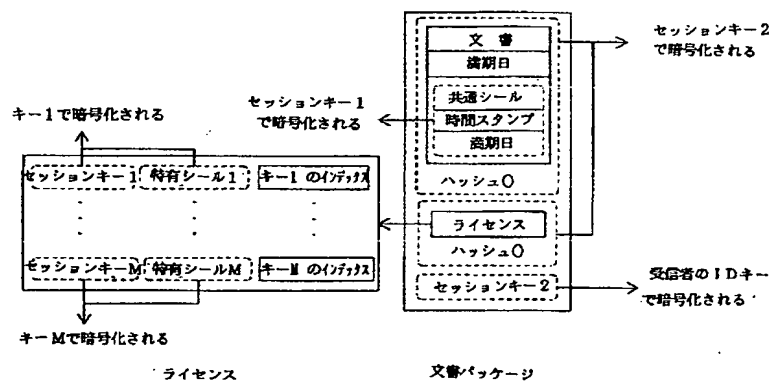 文 書
満期日
共通シール
時間スタンプ
満期日
ハッシュ()
ライセンス
ハッシュ()
セッションキー2
文書パッケージ
セッションキー2
で暗号化される
受信者のIDキー
で暗号化される
セッションキー1
で暗号化される
キー1で暗号化される
セッションキー1 特有シール1 キー1 のインデックス
・ ・ ・
・ ・ ・
・ ・ ・
セッションキーM 特有シールM キーM のインデックス
キーMで暗号化される
ライセンス